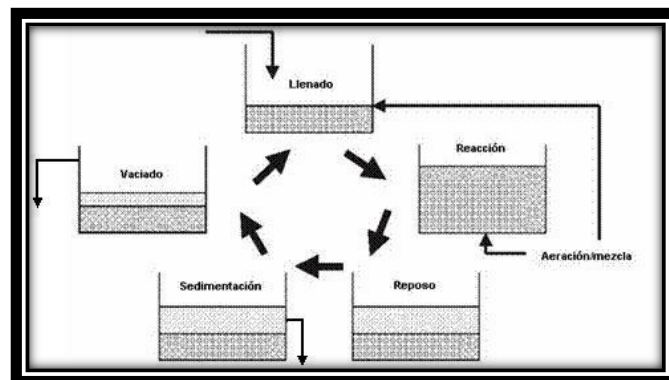 Llenado
Reacción
Vaciado
Aeración/mezcla
Sedimentación
Reposo